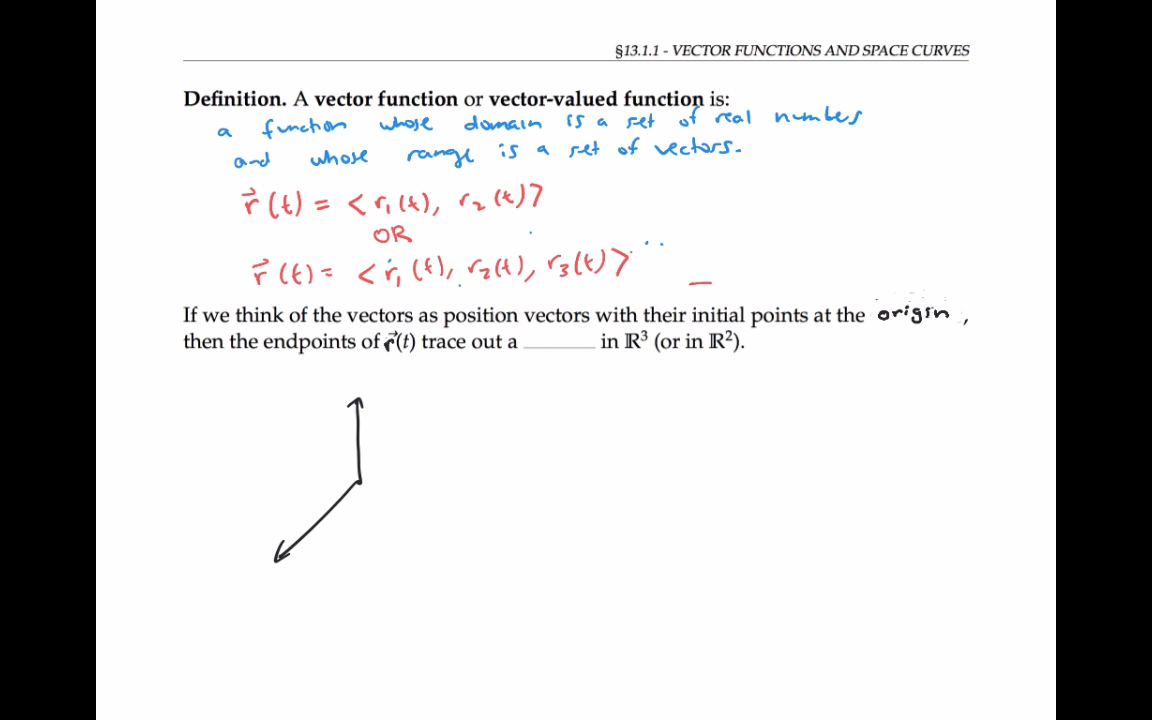 §13.1.1 - VECTOR FUNCTIONS AND SPACE CURVES
Definition. A vector function or vector-valued function is:
a function whose domain is a set of real numbers
and whose range is a set of vectors.
r⃗(t) = <r₁(t), r₂(t)>
OR
r⃗(t) = <r₁(t), r₂(t), r₃(t)>
If we think of the vectors as position vectors with their initial points at the origin,
then the endpoints of r⃗(t) trace out a ______ in ℝ³ (or in ℝ²).